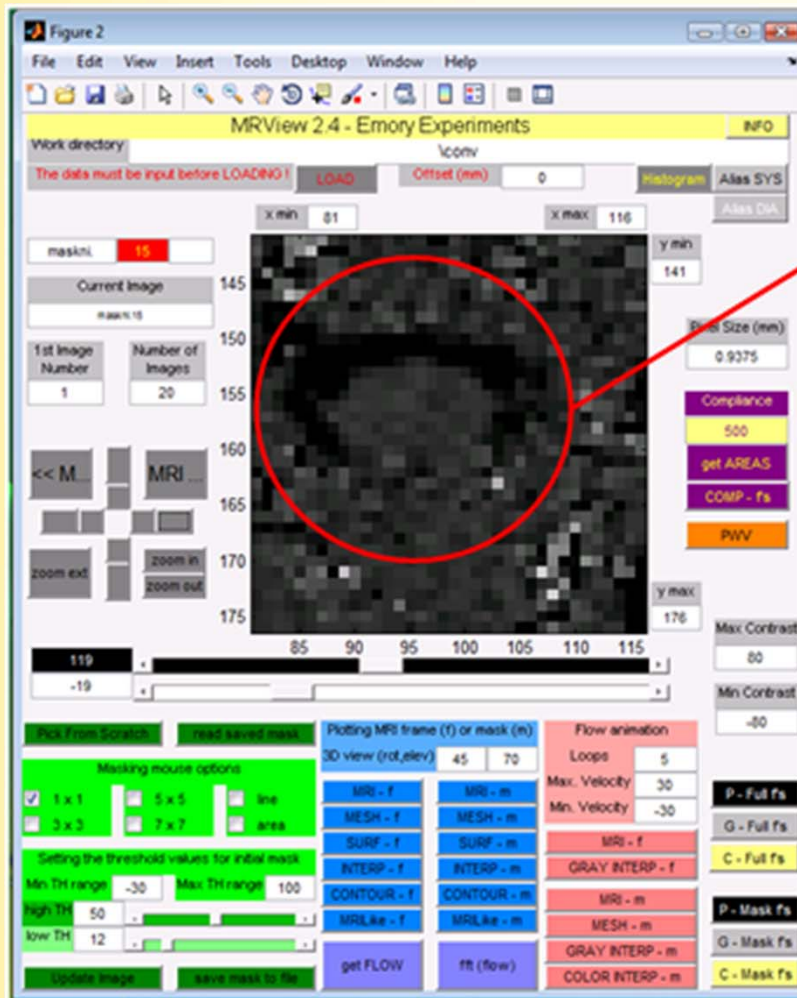 Figure 2
File Edit View Insert Tools Desktop Window Help
MRView 2.4 - Emory Experiments INFO
Work directory \conv
The data must be input before LOADING ! LOAD Offset (mm) 0 Histogram Alias SYS
Alias DIA
x min 81 x max 116
maskni. 15 y min
141
Current Image
maskni.15
1st Image Number Number of Images
1 20
Pixel Size (mm)
0.9375
Compliance
500
get AREAS
COMP - f's
PWV
<< M... MRI ...
zoom ext zoom in
zoom out
145
150
155
160
165
170
175
85 90 95 100 105 110 115
y max
176
119
-19
Max Contrast
80
Min Contrast
-80
Pick From Scratch read saved mask
Masking mouse options
1 x 1 5 x 5 line
3 x 3 7 x 7 area
Setting the threshold values for initial mask
Min TH range -30 Max TH range 100
high TH 50
low TH 12
Update image save mask to file
Plotting MRI frame (f) or mask (m)
3D view (rot,elev) 45 70
MRI - f MRI - m
MESH - f MESH - m
SURF - f SURF - m
INTERP - f INTERP - m
CONTOUR - f CONTOUR - m
MRILike - f MRILike - m
get FLOW fft (flow)
Flow animation
Loops 5
Max. Velocity 30
Min. Velocity -30
MRI - f
GRAY INTERP - f
MRI - m
MESH - m
GRAY INTERP - m
COLOR INTERP - m
P - Full f's
G - Full f's
C - Full f's
P - Mask f's
G - Mask f's
C - Mask f's